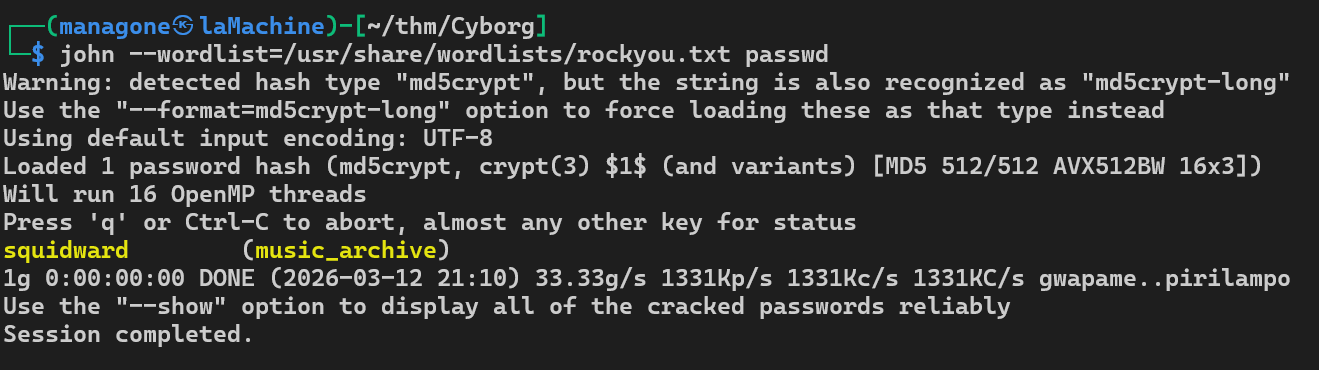 ┌──(managone㉿laMachine)-[~/thm/Cyborg]
└─$ john --wordlist=/usr/share/wordlists/rockyou.txt passwd
Warning: detected hash type "md5crypt", but the string is also recognized as "md5crypt-long"
Use the "--format=md5crypt-long" option to force loading these as that type instead
Using default input encoding: UTF-8
Loaded 1 password hash (md5crypt, crypt(3) $1$ (and variants) [MD5 512/512 AVX512BW 16x3])
Will run 16 OpenMP threads
Press 'q' or Ctrl-C to abort, almost any other key for status
squidward        (music_archive)
1g 0:00:00:00 DONE (2026-03-12 21:10) 33.33g/s 1331Kp/s 1331Kc/s 1331KC/s gwapame..pirilampo
Use the "--show" option to display all of the cracked passwords reliably
Session completed.